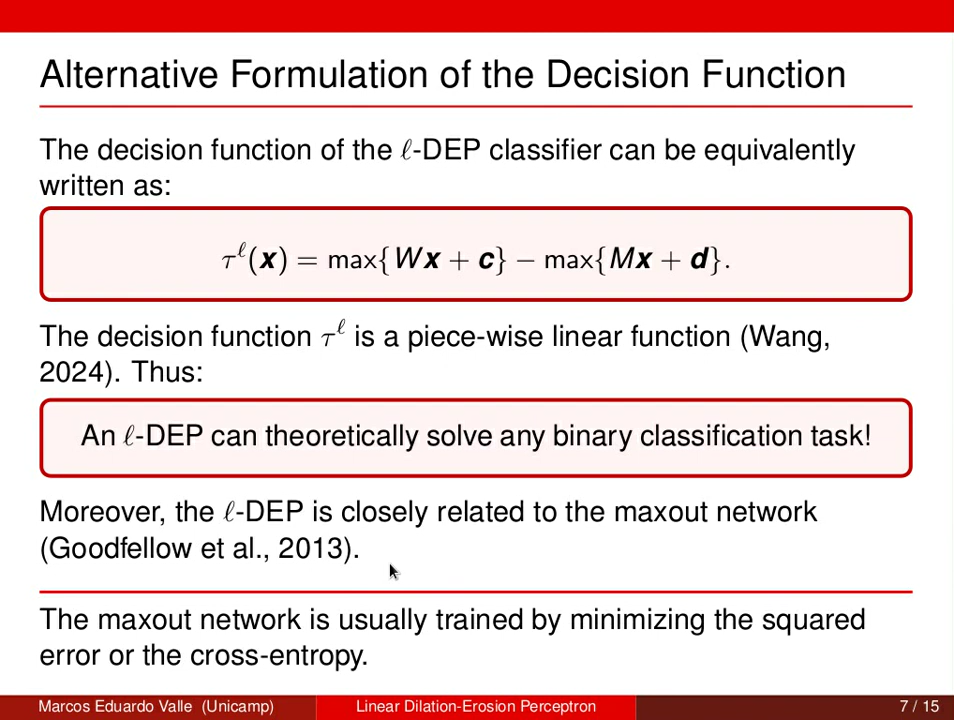 Alternative Formulation of the Decision Function
The decision function of the ℓ-DEP classifier can be equivalently
written as:
τ^ℓ(x) = max{Wx + c} − max{Mx + d}.
The decision function τ^ℓ is a piece-wise linear function (Wang,
2024). Thus:
An ℓ-DEP can theoretically solve any binary classification task!
Moreover, the ℓ-DEP is closely related to the maxout network
(Goodfellow et al., 2013).
The maxout network is usually trained by minimizing the squared
error or the cross-entropy.
Marcos Eduardo Valle (Unicamp) Linear Dilation-Erosion Perceptron 7 / 15